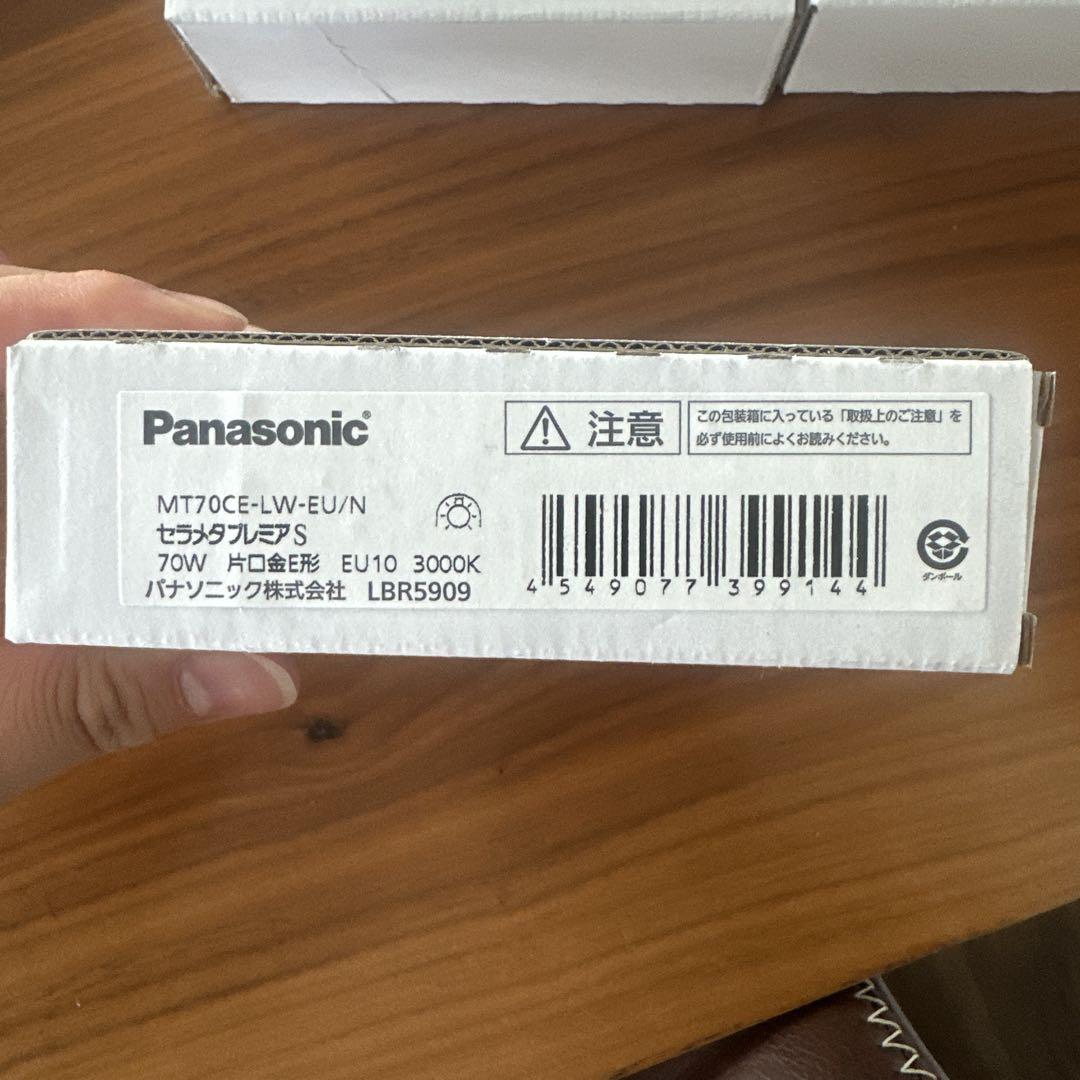 Panasonic®
注意
この包装箱に入っている「取扱上のご注意」を
必ず使用前によくお読みください。
MT70CE-LW-EU/N
セラメタプレミアS
70W 片口金E形 EU10 3000K
パナソニック株式会社 LBR5909
4549077399144
ダンボール